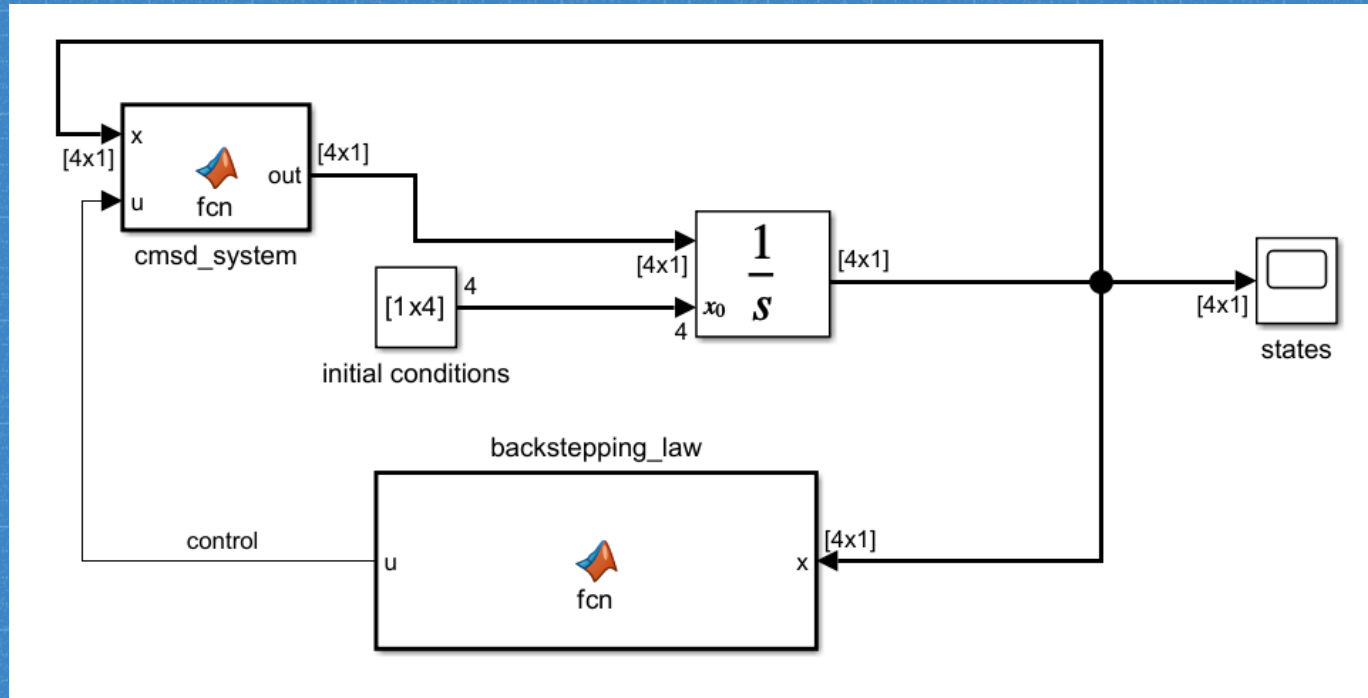 x
[4x1]
u
fcn
out
[4x1]
cmsd_system
[1x4]
4
initial conditions
[4x1]
x₀
4
1
s
[4x1]
[4x1]
states
backstepping_law
control
u
fcn
x
[4x1]